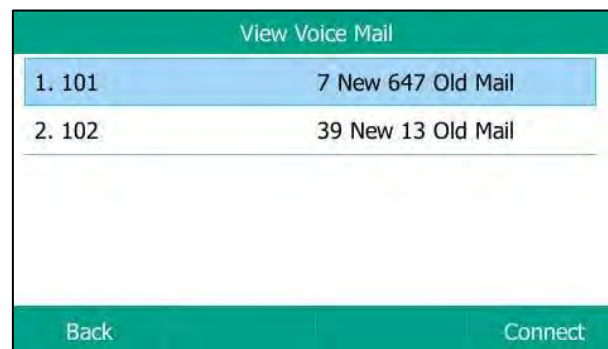 View Voice Mail
1. 101 7 New 647 Old Mail
2. 102 39 New 13 Old Mail
Back Connect